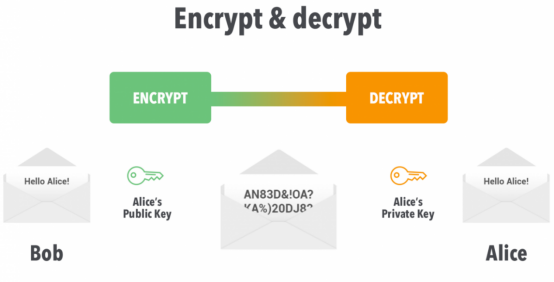 Encrypt & decrypt
ENCRYPT
DECRYPT
Hello Alice!
Alice's
Public Key
AN83D&!OA?
KA%)20DJ8?
Alice's
Private Key
Hello Alice!
Bob
Alice